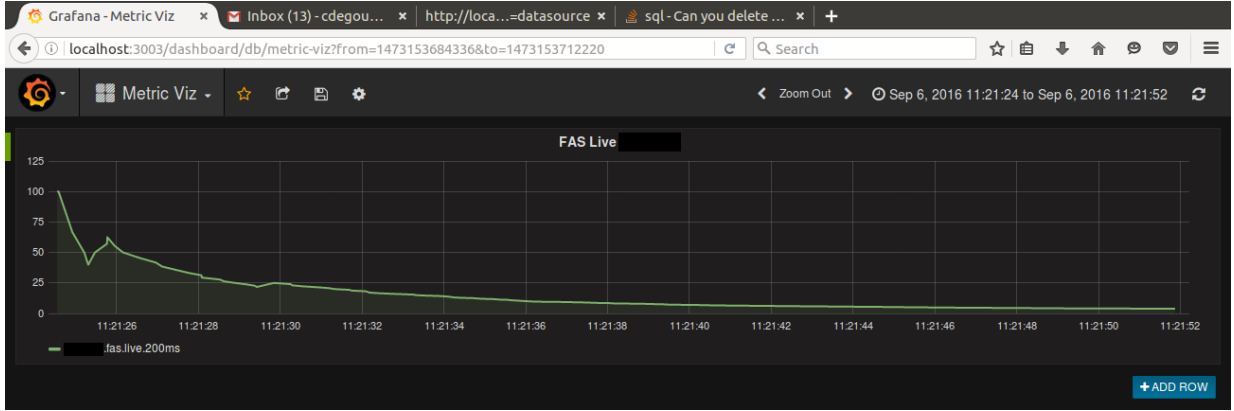 Grafana - Metric Viz × Inbox (13) - cdegou... × http://loca...=datasource × sql - Can you delete ... × +
localhost:3003/dashboard/db/metric-viz?from=1473153684336&to=1473153712220 Search
Metric Viz Zoom Out Sep 6, 2016 11:21:24 to Sep 6, 2016 11:21:52
FAS Live
125
100
75
50
25
0
11:21:26 11:21:28 11:21:30 11:21:32 11:21:34 11:21:36 11:21:38 11:21:40 11:21:42 11:21:44 11:21:46 11:21:48 11:21:50 11:21:52
.fas.live.200ms
+ ADD ROW